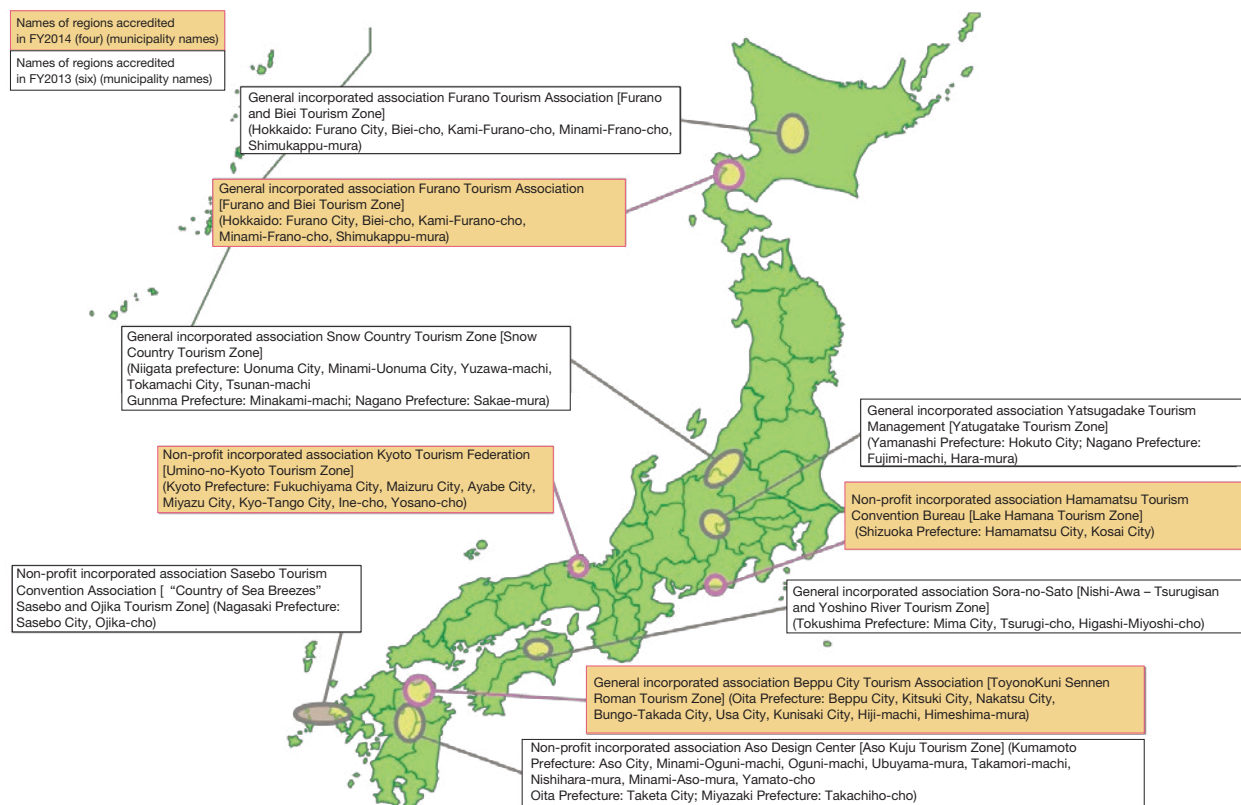 Names of regions accredited
in FY2014 (four) (municipality names)
Names of regions accredited
in FY2013 (six) (municipality names)
General incorporated association Furano Tourism Association [Furano
and Biei Tourism Zone]
(Hokkaido: Furano City, Biei-cho, Kami-Furano-cho, Minami-Frano-cho,
Shimukappu-mura)
General incorporated association Furano Tourism Association
[Furano and Biei Tourism Zone]
(Hokkaido: Furano City, Biei-cho, Kami-Furano-cho,
Minami-Frano-cho, Shimukappu-mura)
General incorporated association Snow Country Tourism Zone [Snow
Country Tourism Zone]
(Niigata prefecture: Uonuma City, Minami-Uonuma City, Yuzawa-machi,
Tokamachi City, Tsunan-machi
Gunnma Prefecture: Minakami-machi; Nagano Prefecture: Sakae-mura)
General incorporated association Yatsugadake Tourism
Management [Yatugatake Tourism Zone]
(Yamanashi Prefecture: Hokuto City; Nagano Prefecture:
Fujimi-machi, Hara-mura)
Non-profit incorporated association Kyoto Tourism Federation
[Umino-no-Kyoto Tourism Zone]
(Kyoto Prefecture: Fukuchiyama City, Maizuru City, Ayabe City,
Miyazu City, Kyo-Tango City, Ine-cho, Yosano-cho)
Non-profit incorporated association Hamamatsu Tourism
Convention Bureau [Lake Hamana Tourism Zone]
(Shizuoka Prefecture: Hamamatsu City, Kosai City)
Non-profit incorporated association Sasebo Tourism
Convention Association [ “Country of Sea Breezes”
Sasebo and Ojika Tourism Zone] (Nagasaki Prefecture:
Sasebo City, Ojika-cho)
General incorporated association Sora-no-Sato [Nishi-Awa – Tsurugisan
and Yoshino River Tourism Zone]
(Tokushima Prefecture: Mima City, Tsurugi-cho, Higashi-Miyoshi-cho)
General incorporated association Beppu City Tourism Association [ToyonoKuni Sennen
Roman Tourism Zone] (Oita Prefecture: Beppu City, Kitsuki City, Nakatsu City,
Bungo-Takada City, Usa City, Kunisaki City, Hiji-machi, Himeshima-mura)
Non-profit incorporated association Aso Design Center [Aso Kuju Tourism Zone] (Kumamoto
Prefecture: Aso City, Minami-Oguni-machi, Oguni-machi, Ubuyama-mura, Takamori-machi,
Nishihara-mura, Minami-Aso-mura, Yamato-cho
Oita Prefecture: Taketa City; Miyazaki Prefecture: Takachiho-cho)